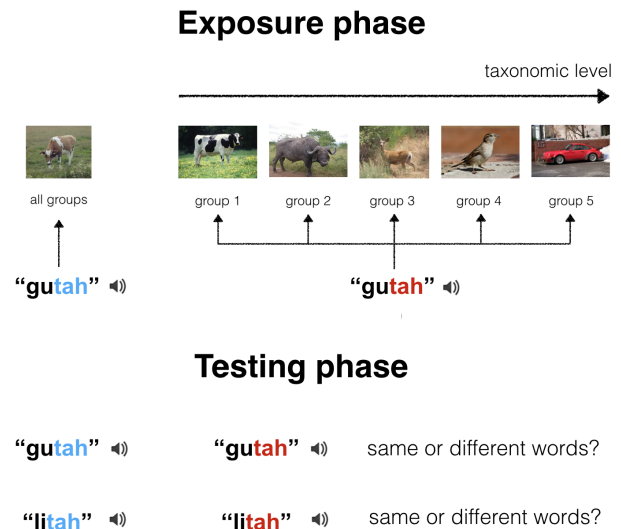 Exposure phase
taxonomic level
all groups group 1 group 2 group 3 group 4 group 5
“gutah” “gutah”
Testing phase
“gutah” “gutah” same or different words?
“litah” “litah” same or different words?